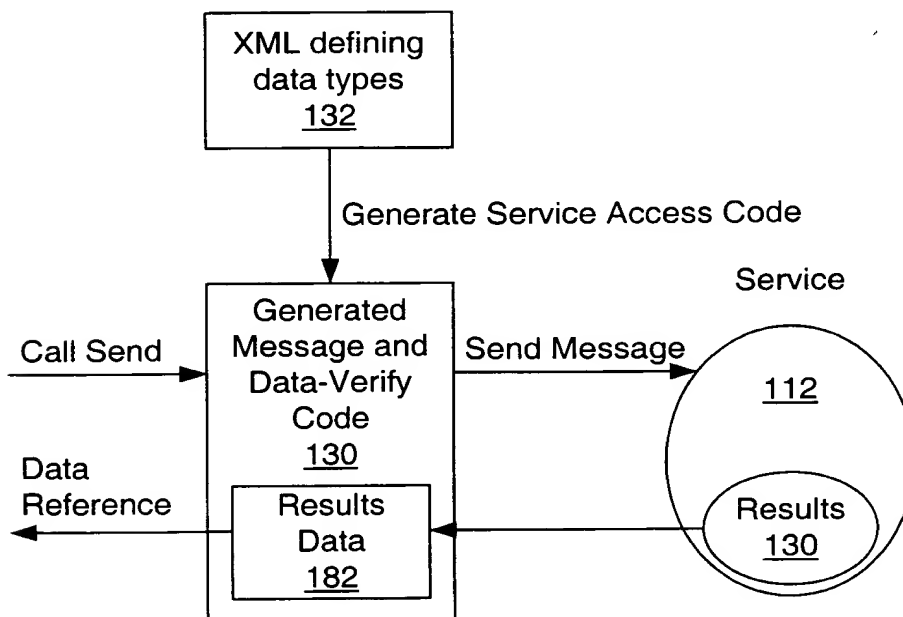 XML defining
data types
132
Generate Service Access Code
Service
Generated
Message and
Data-Verify
Code
130
Call Send
Send Message
112
Data
Reference
Results
Data
182
Results
130